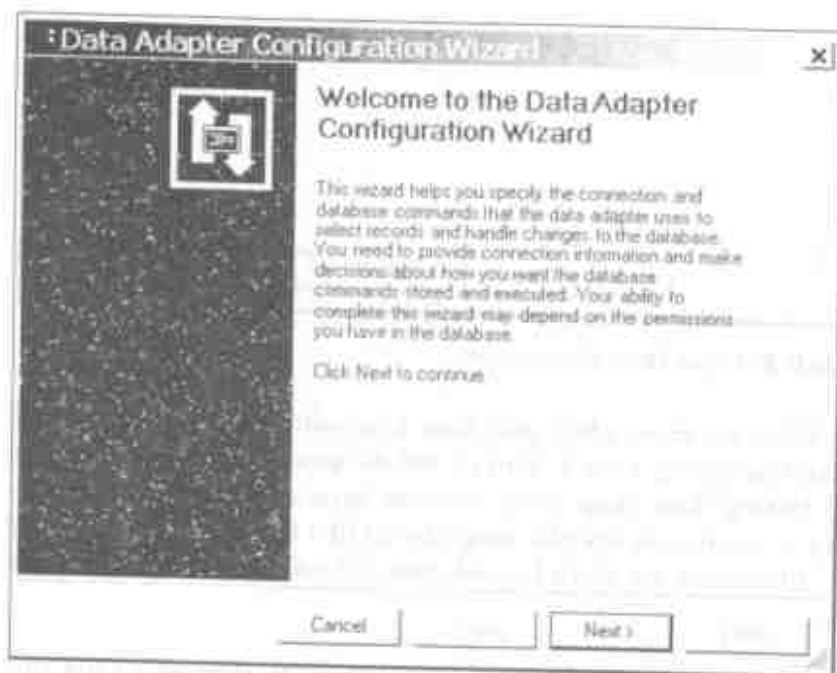 Data Adapter Configuration Wizard
Welcome to the Data Adapter
Configuration Wizard
This wizard helps you specify the connection and
database commands that the data adapter uses to
select records and handle changes to the database.
You need to provide connection information and make
decisions about how you want the database
commands stored and executed. Your ability to
complete this wizard may depend on the permissions
you have in the database.
Click Next to continue.
Cancel
Next >